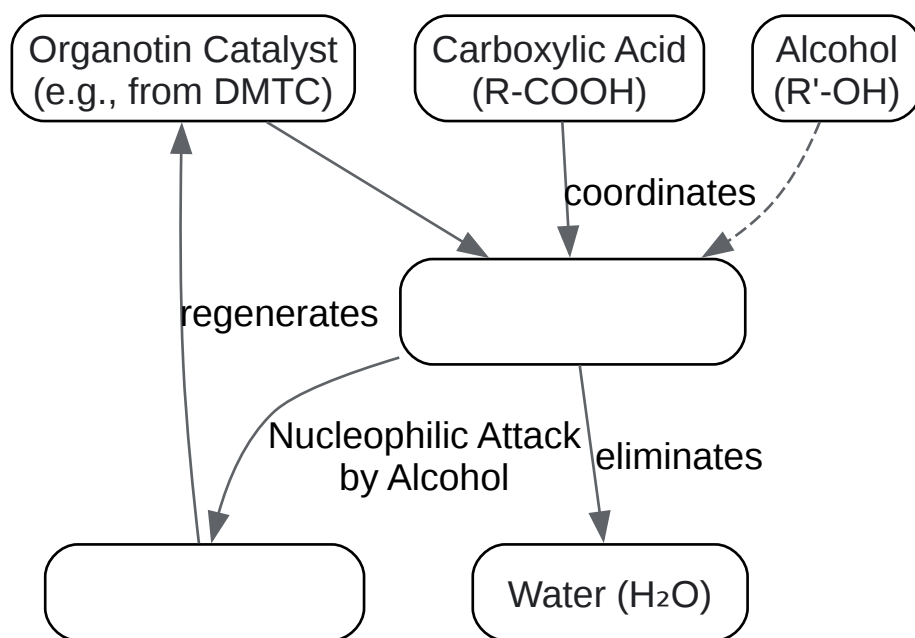 Organotin Catalyst
(e.g., from DMTC)
Carboxylic Acid
(R-COOH)
Alcohol
(R'-OH)
coordinates
regenerates
Nucleophilic Attack
by Alcohol
eliminates
Water (H₂O)